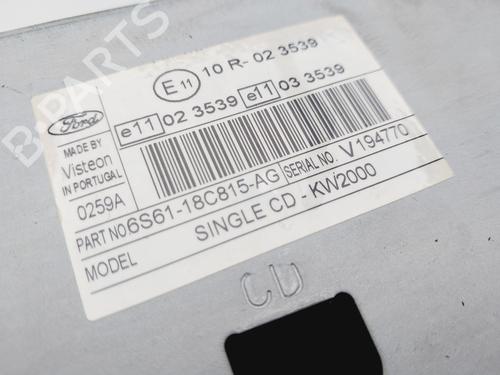 E 11 10 R- 02 3539
Ford
e11 02 3539 e11 03 3539
MADE BY
Visteon
IN PORTUGAL
0259A
PART NO. 6S61-18C815-AG SERIAL NO. V194770
MODEL SINGLE CD - KW2000
CD
B-PARTS